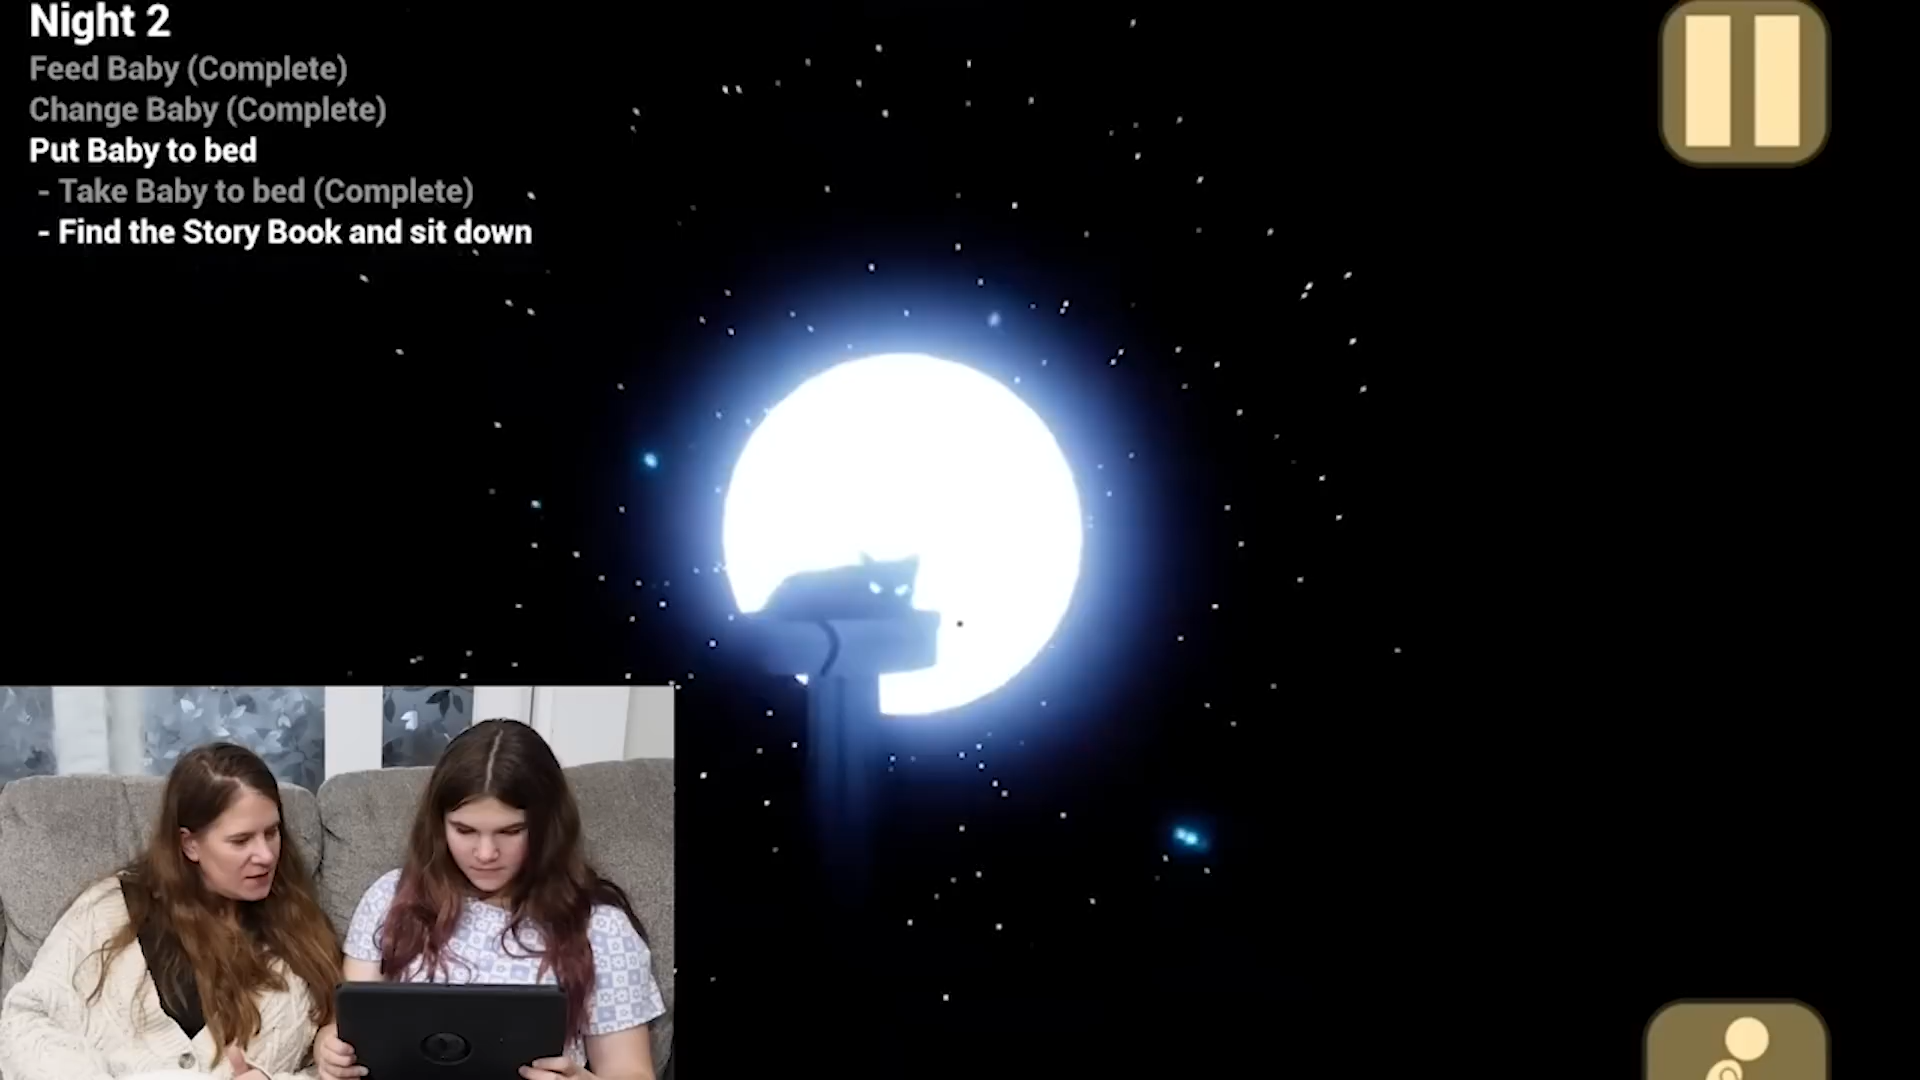 Night 2
Feed Baby (Complete)
Change Baby (Complete)
Put Baby to bed
- Take Baby to bed (Complete)
- Find the Story Book and sit down